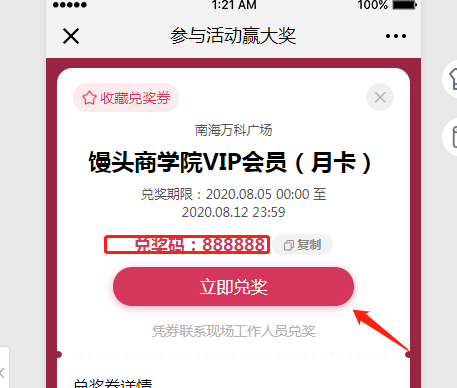 1:21 AM 100%
参与活动赢大奖
收藏兑奖券
南海万科广场
馒头商学院VIP会员（月卡）
兑奖期限：2020.08.05 00:00 至
2020.08.12 23:59
兑奖码：888888 复制
立即兑奖
凭券联系现场工作人员兑奖
兑奖券详情